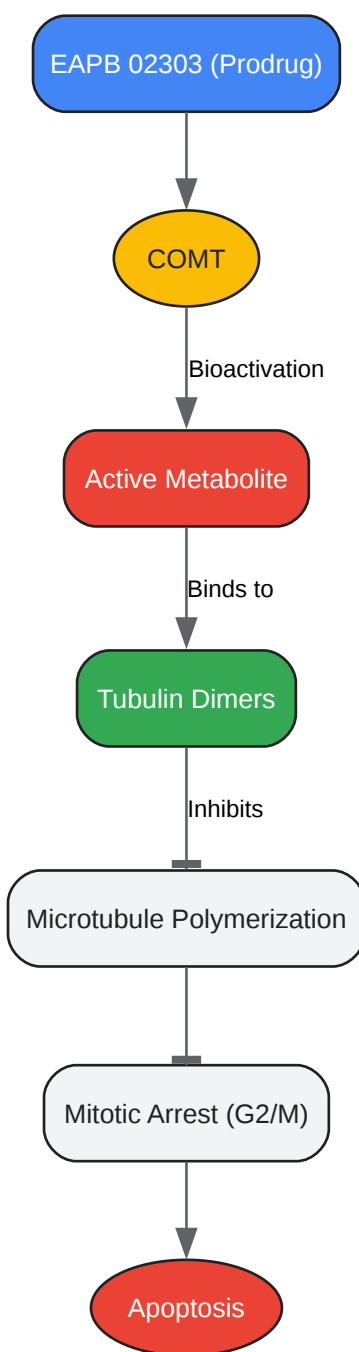 EAPB 02303 (Prodrug)
COMT
Bioactivation
Active Metabolite
Binds to
Tubulin Dimers
Inhibits
Microtubule Polymerization
Mitotic Arrest (G2/M)
Apoptosis